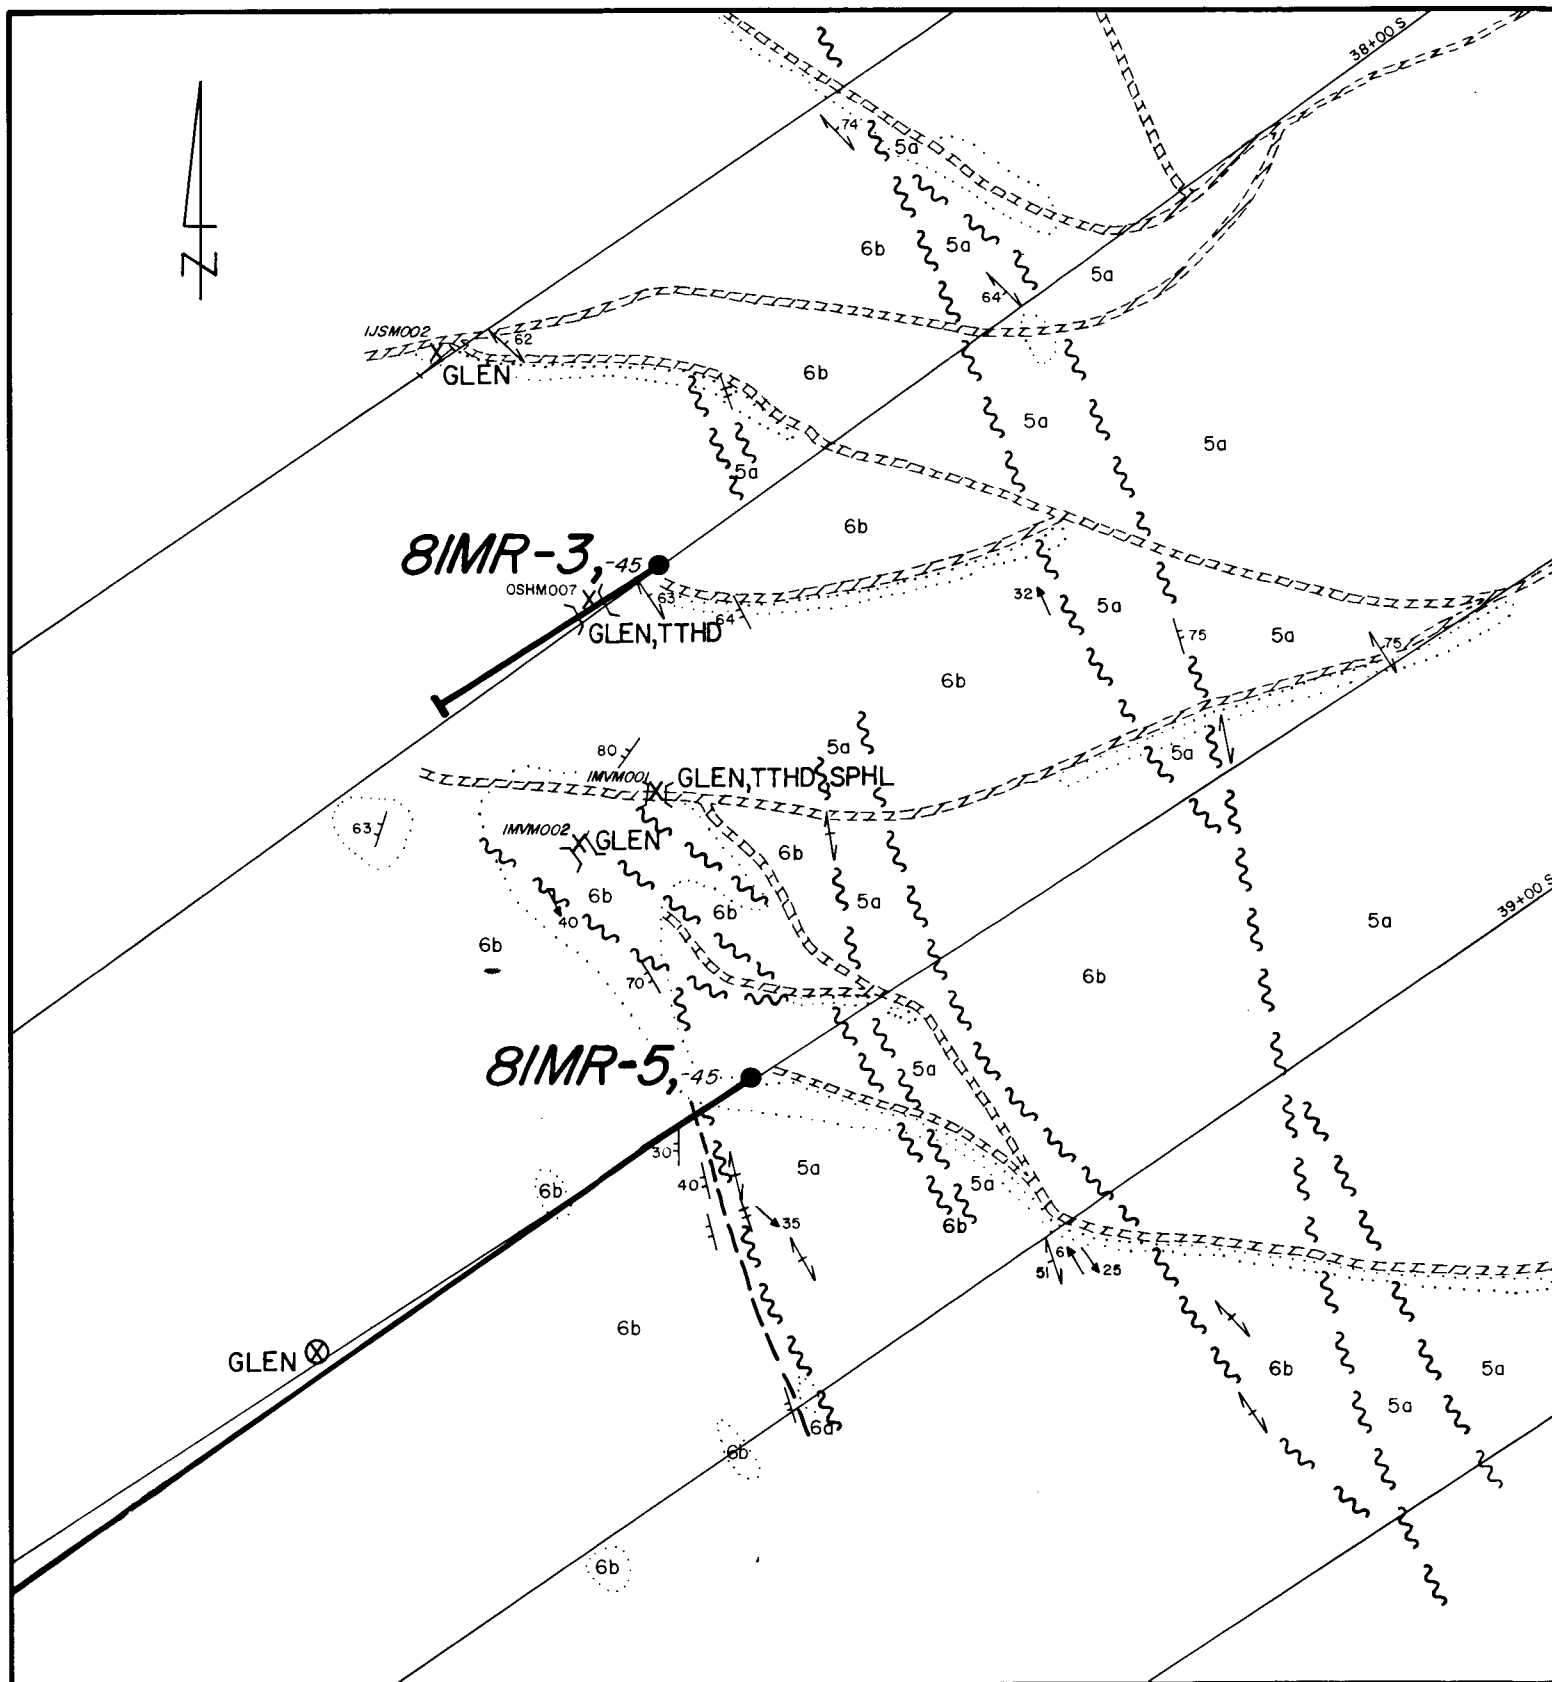 38+00 S
74
5a
6b
5a
5a
64
N
IJSM002
62
GLEN
6b
5a
5a
5a
6b
81MR-3, -45
OSHM007
63
64
GLEN,TTHD
32
5a
75
5a
75
6b
5a
5a
80
IMVM001
GLEN,TTHD,SPHL
63
IMVM002
GLEN
6b
39+00 S
6b
6b
5a
5a
40
6b
6b
70
81MR-5, -45
5a
30
5a
40
6b
5a
35
6b
6
51
25
6b
GLEN
6b
5a
5a
6a
6b
6b